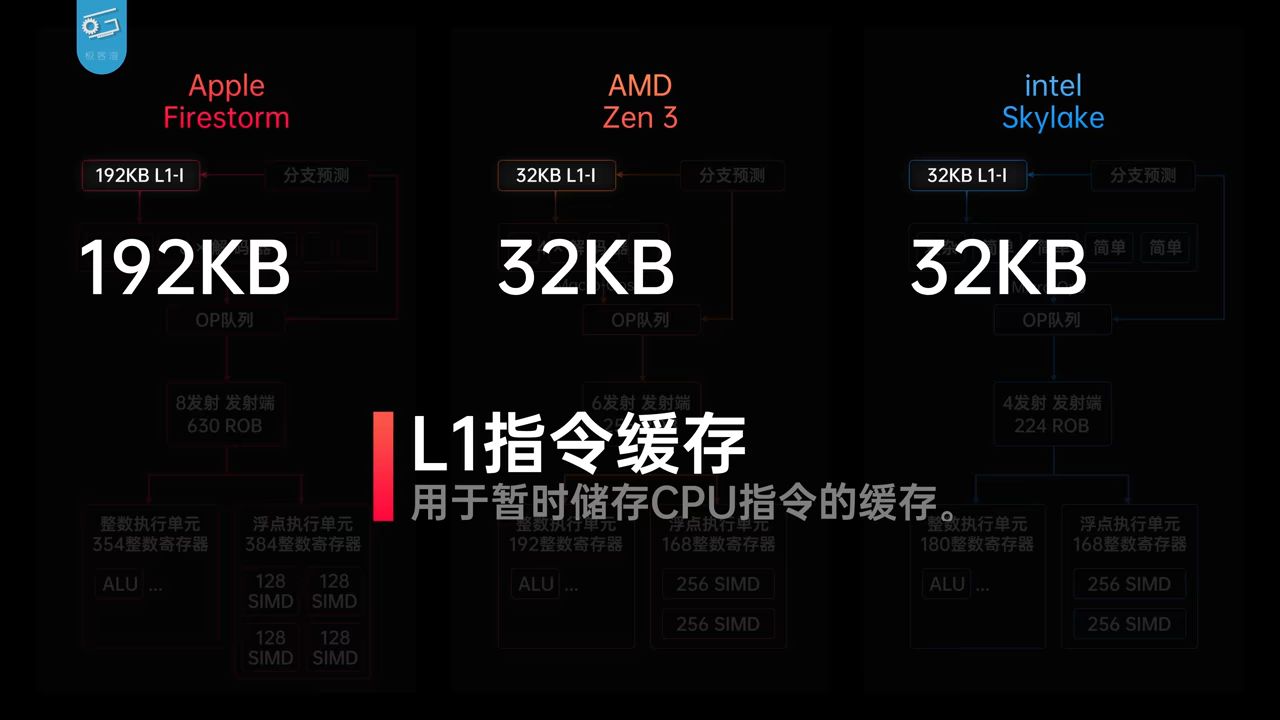 极客湾
Apple
Firestorm
192KB L1-I
分支预测
192KB
OP队列
8发射 发射端
630 ROB
整数执行单元
354整数寄存器
ALU ...
浮点执行单元
384整数寄存器
128 SIMD
128 SIMD
128 SIMD
128 SIMD
AMD
Zen 3
32KB L1-I
分支预测
32KB
OP队列
6发射 发射端
整数执行单元
192整数寄存器
ALU ...
浮点执行单元
168整数寄存器
256 SIMD
256 SIMD
intel
Skylake
32KB L1-I
分支预测
简单
简单
32KB
OP队列
4发射 发射端
224 ROB
整数执行单元
180整数寄存器
ALU ...
浮点执行单元
168整数寄存器
256 SIMD
256 SIMD
L1指令缓存
用于暂时储存CPU指令的缓存。